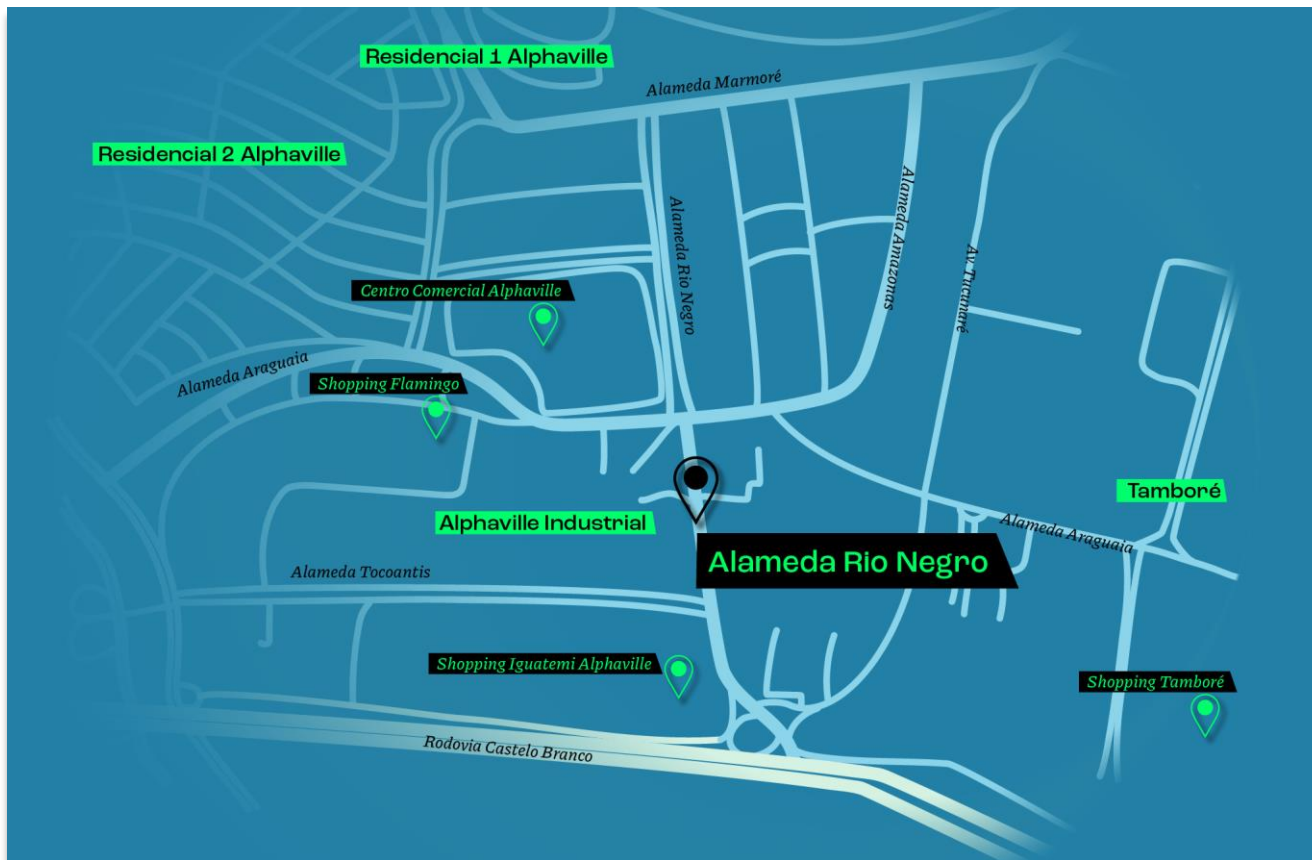 Residencial 1 Alphaville
Alameda Marmoré
Residencial 2 Alphaville
Alameda Rio Negro
Alameda Amazonas
Av. Tucunaré
Centro Comercial Alphaville
Alameda Araguaia
Shopping Flamingo
Tamboré
Alphaville Industrial
Alameda Araguaia
Alameda Rio Negro
Alameda Tocoantis
Shopping Iguatemi Alphaville
Shopping Tamboré
Rodovia Castelo Branco